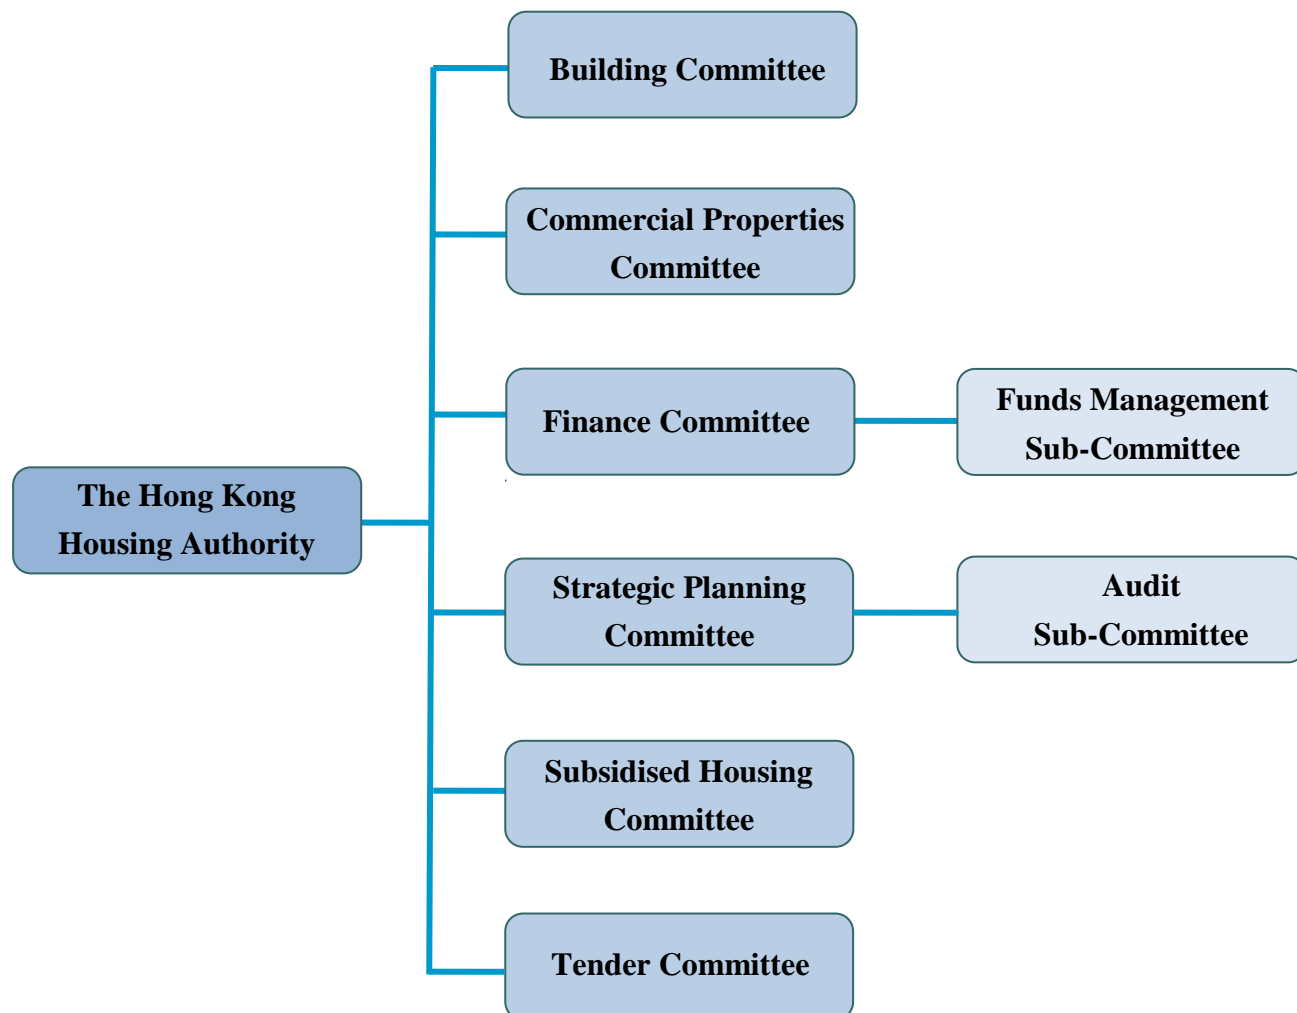 Building Committee
Commercial Properties
Committee
Finance Committee
Funds Management
Sub-Committee
The Hong Kong
Housing Authority
Strategic Planning
Committee
Audit
Sub-Committee
Subsidised Housing
Committee
Tender Committee